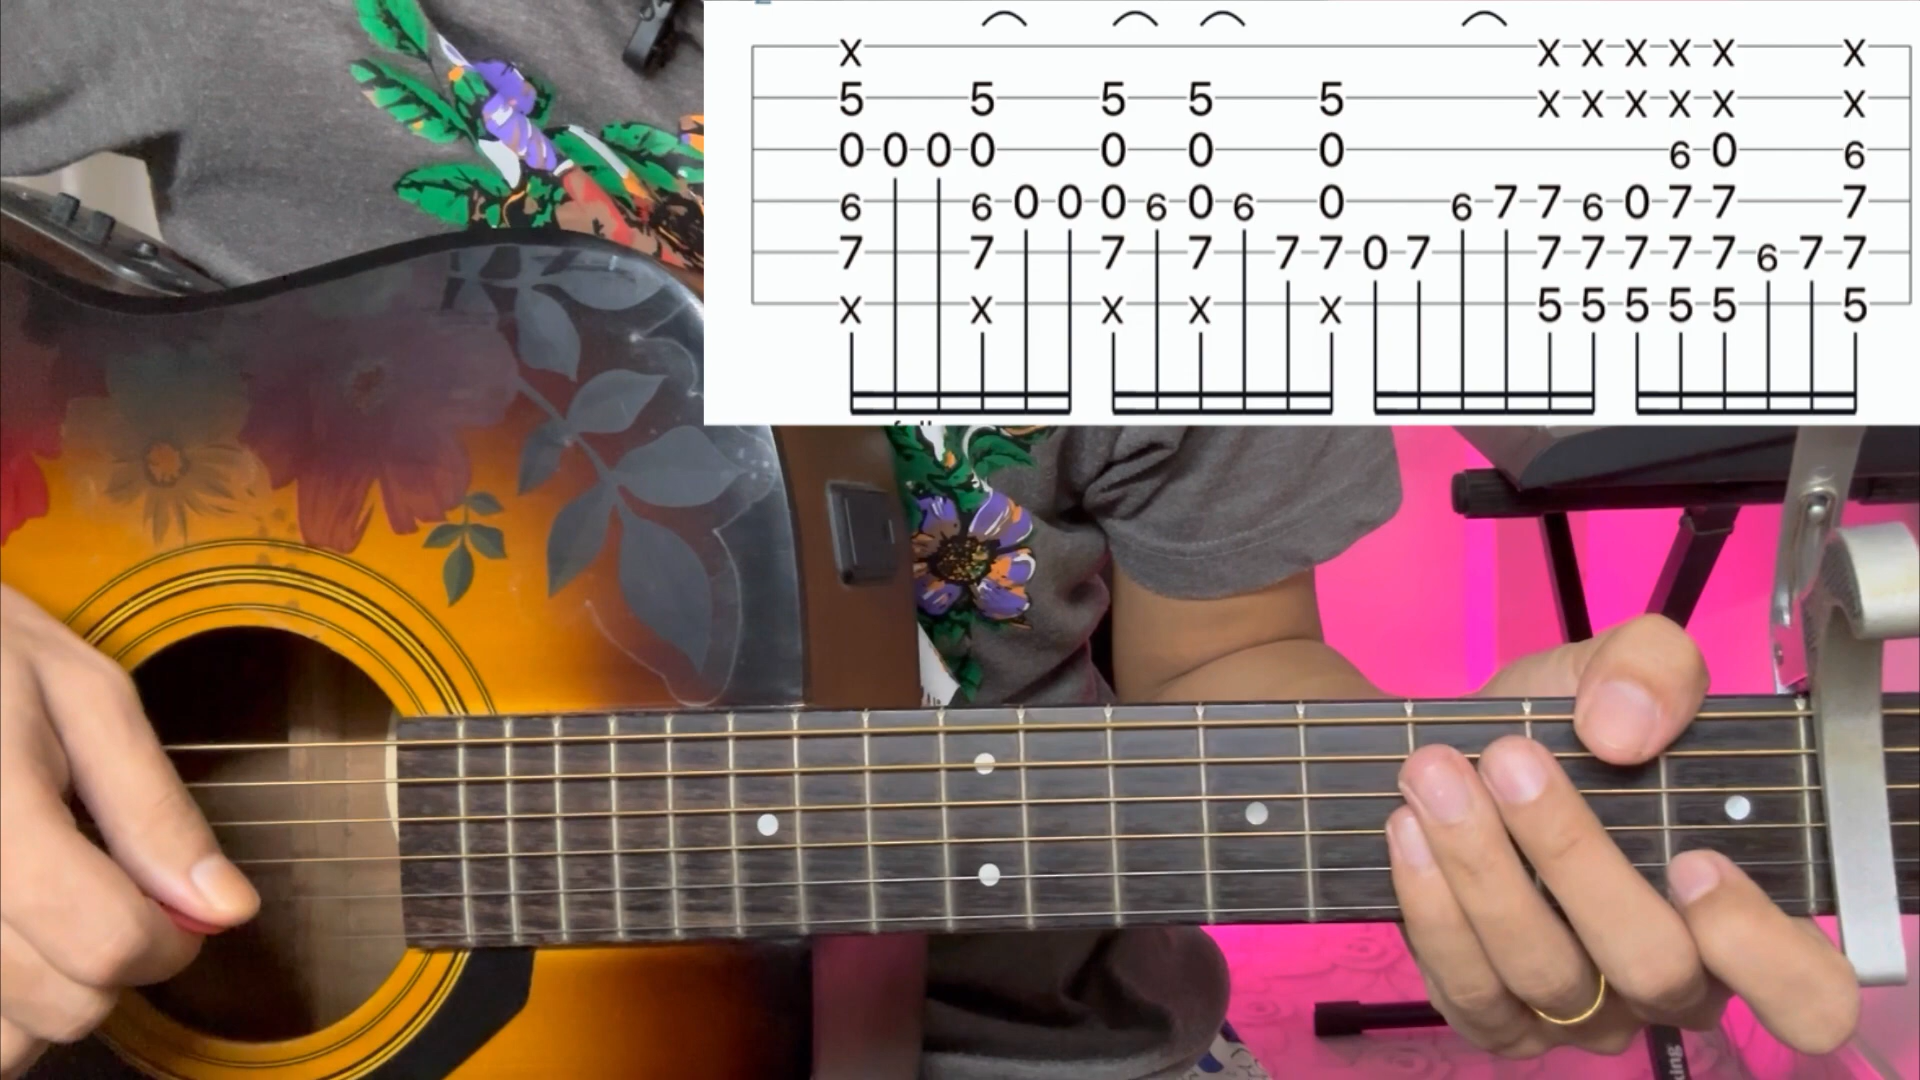 x x x x x x x
5 5 5 5 5 x x x x x x
0 0 0 0 0 0 0 6 0 6
6 6 0 0 0 6 0 6 0 6 7 7 6 0 7 7 7
7 7 7 7 7 7 0 7 7 7 7 7 7 6 7 7
x x x x x 5 5 5 5 5 5